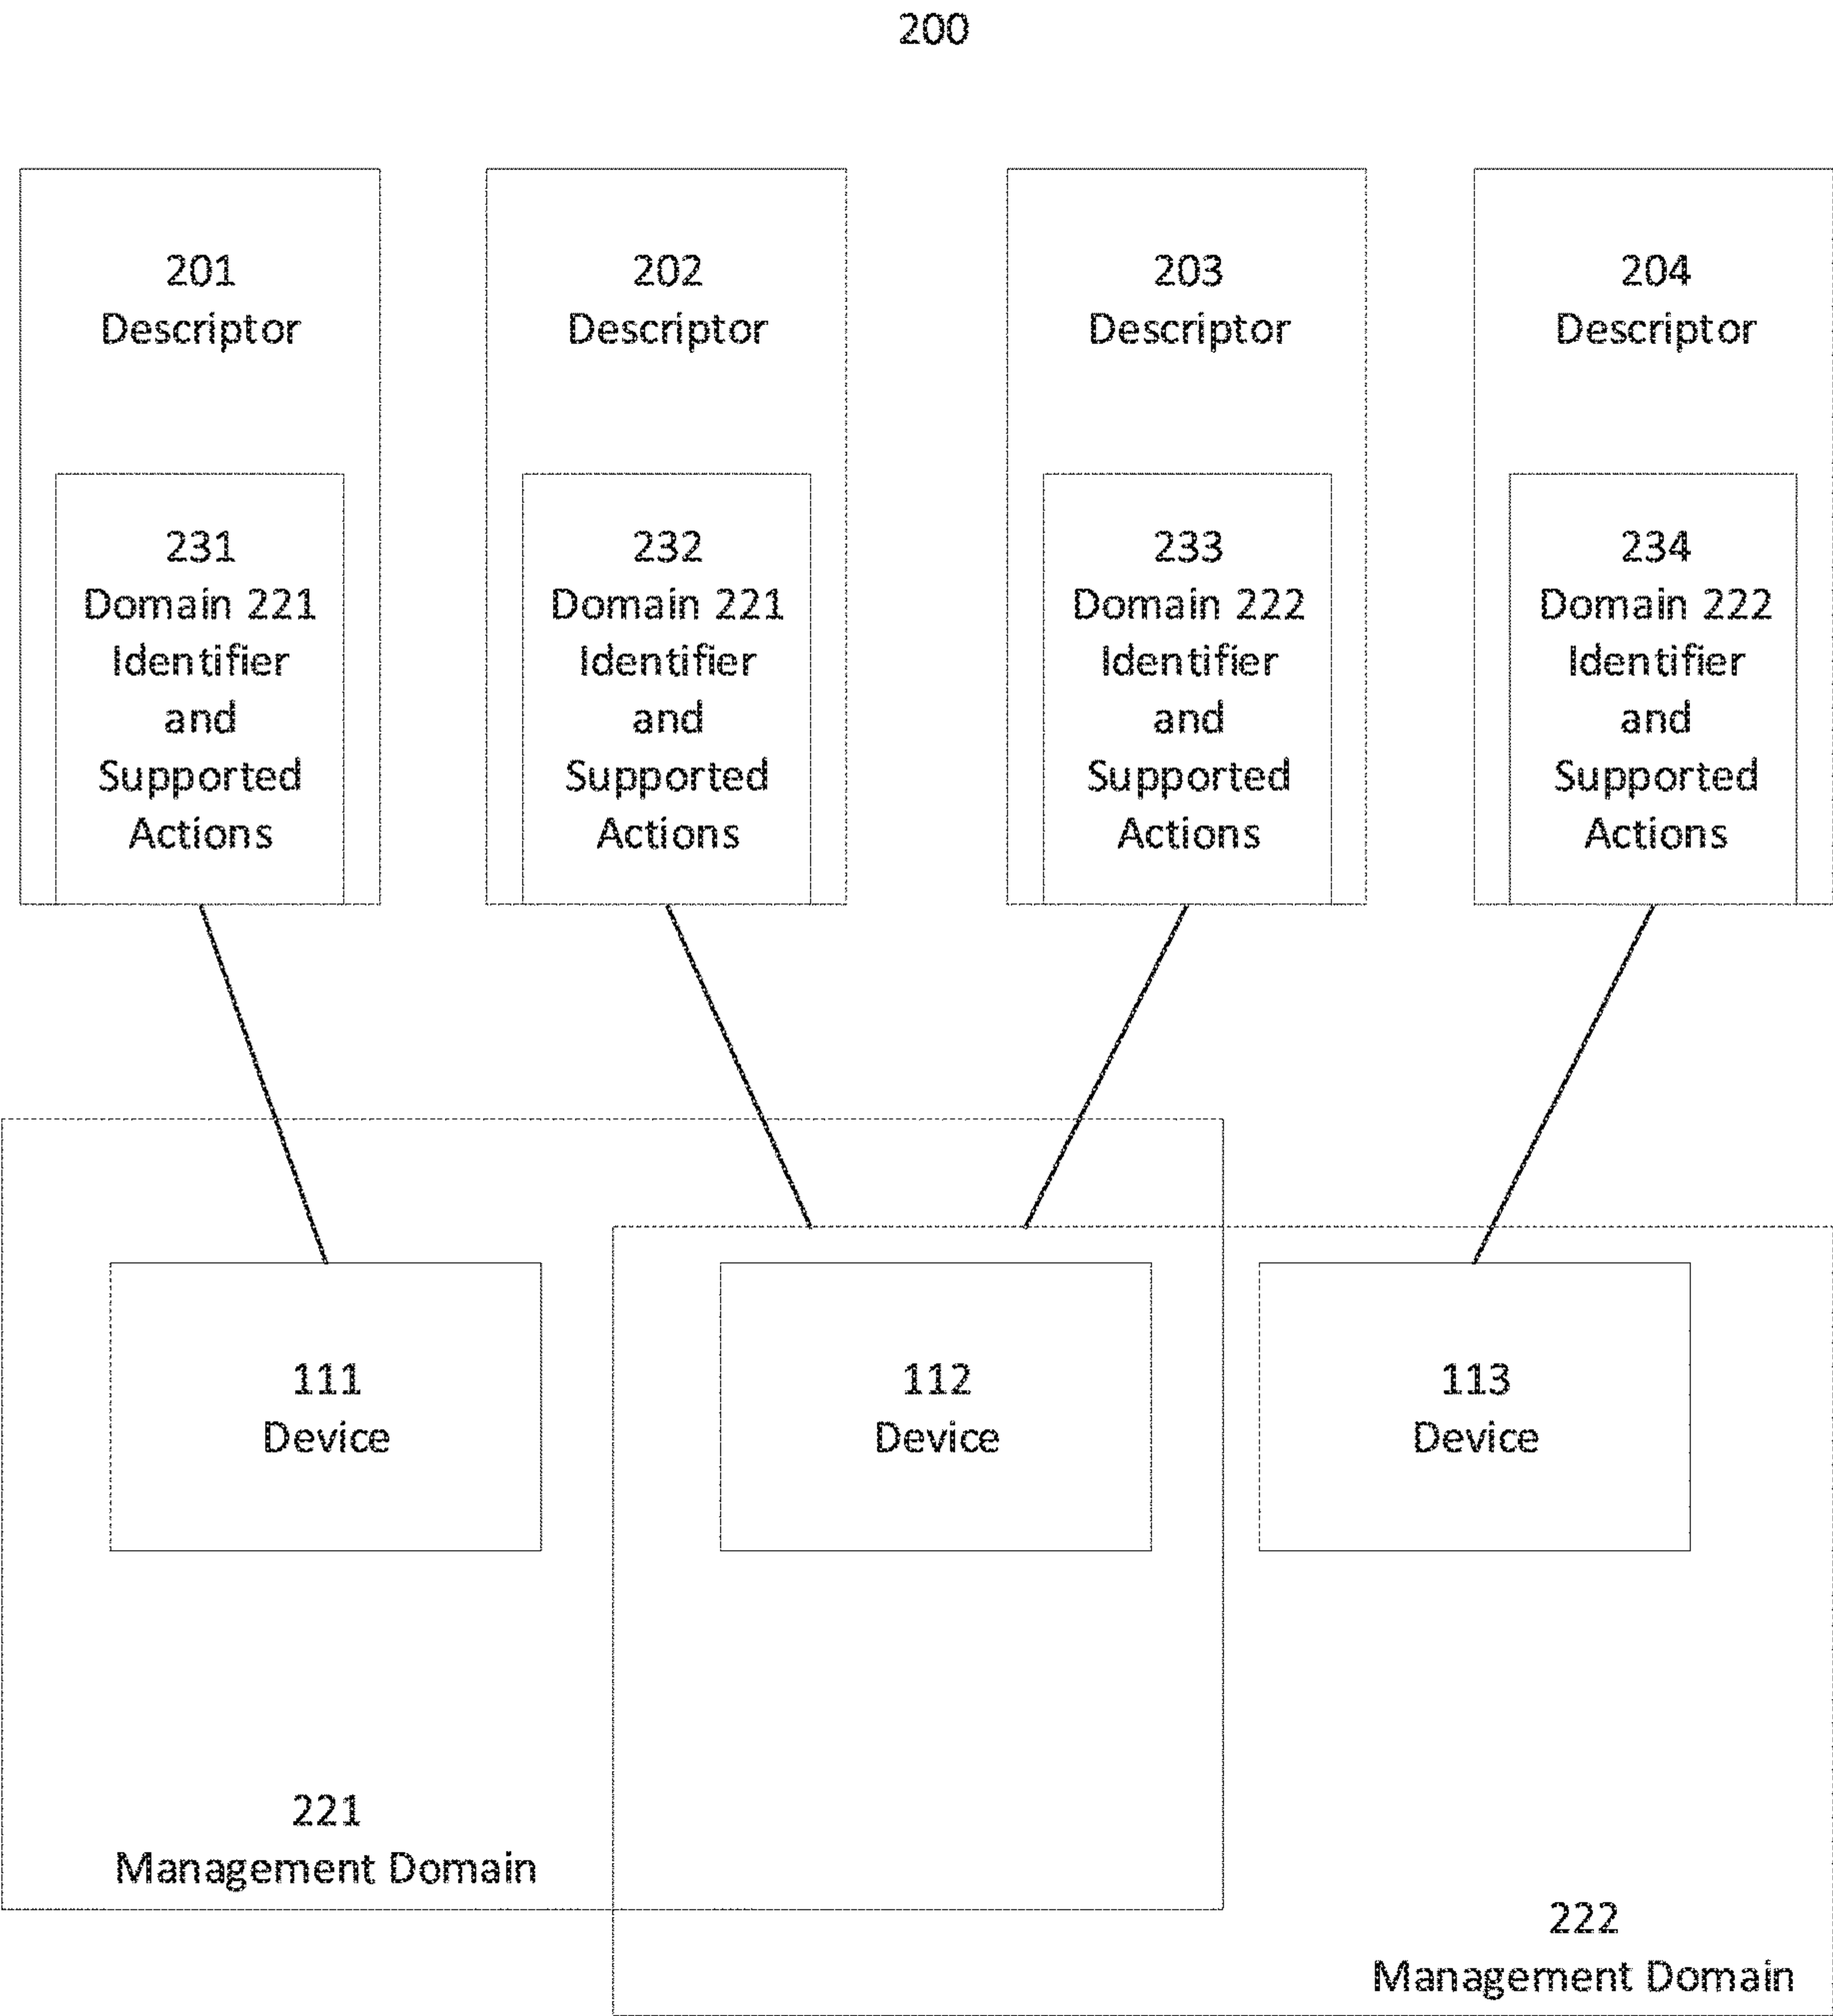 200
201
Descriptor
202
Descriptor
203
Descriptor
204
Descriptor
231
Domain 221
Identifier
and
Supported
Actions
232
Domain 221
Identifier
and
Supported
Actions
233
Domain 222
Identifier
and
Supported
Actions
234
Domain 222
Identifier
and
Supported
Actions
111
Device
112
Device
113
Device
221
Management Domain
222
Management Domain